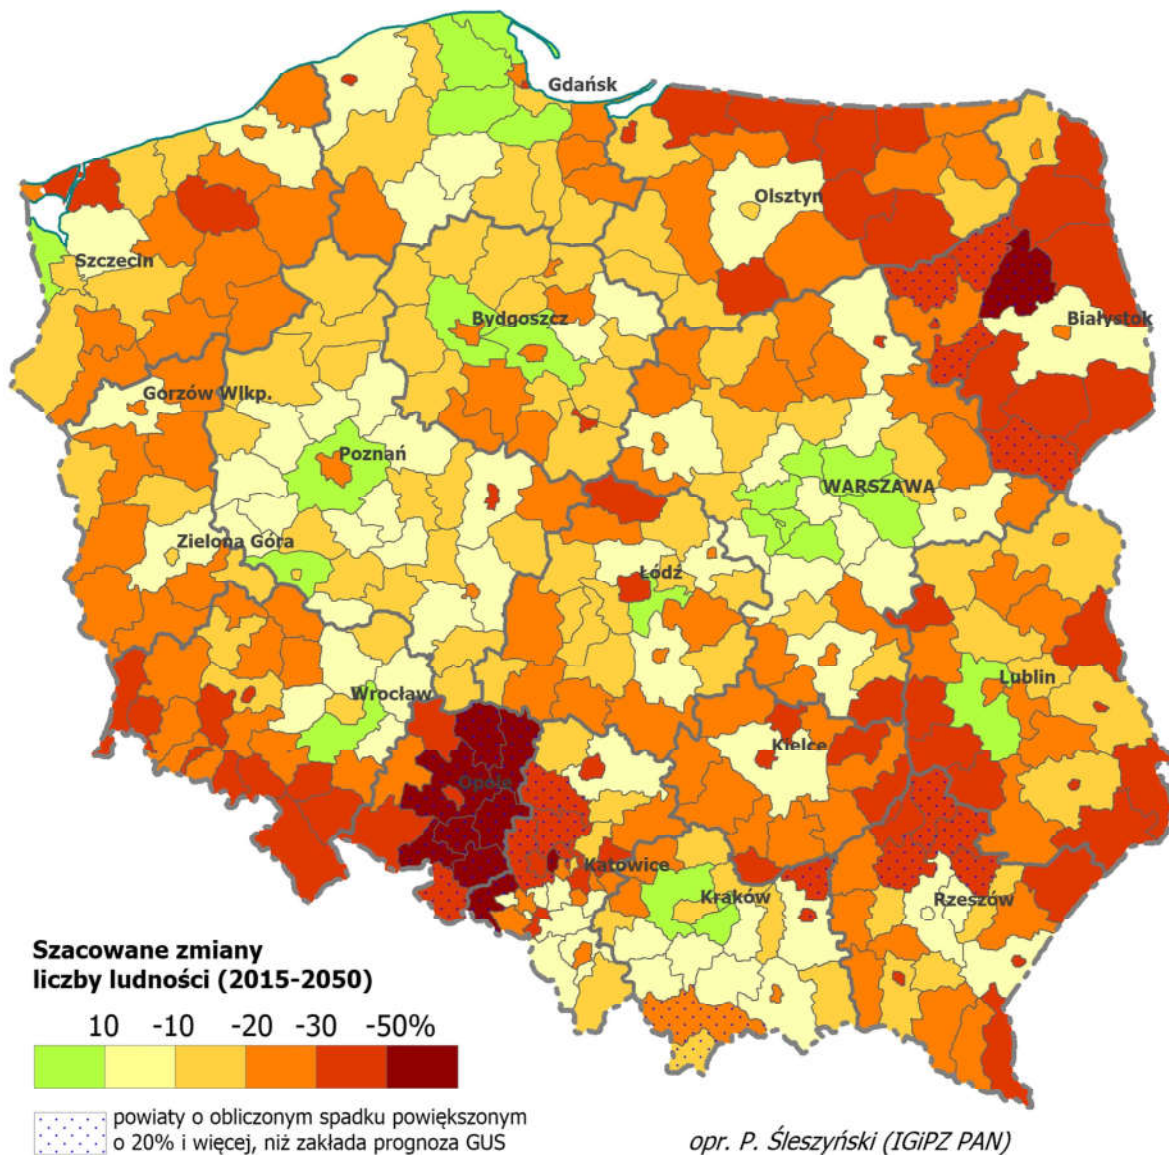 Gdańsk
Olsztyn
Szczecin
Bydgoszcz
Białystok
Gorzów Wlkp.
Poznań
WARSZAWA
Zielona Góra
Łódź
Lublin
Wrocław
Kielce
Opole
Katowice
Kraków
Rzeszów
Szacowane zmiany
liczby ludności (2015-2050)
10 -10 -20 -30 -50%
powiaty o obliczonym spadku powiększonym
o 20% i więcej, niż zakłada prognoza GUS
opr. P. Śleszyński (IGiPZ PAN)